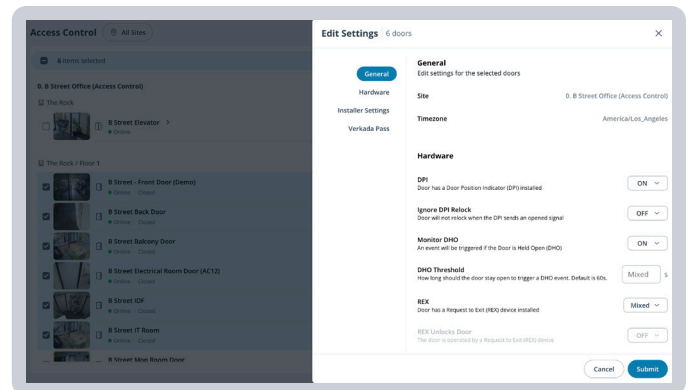 Access Control
All Sites
8 items selected
0. B Street Office (Access Control)
The Rock
B Street Elevator >
Online
The Rock / Floor 1
B Street - Front Door (Demo)
Online Closed
B Street Back Door
Online Closed
B Street Balcony Door
Online Closed
B Street Electrical Room Door (AC12)
Online Closed
B Street IDF
Online Closed
B Street IT Room
Online Closed
B Street Mop Room Door
Edit Settings 6 doors
General
Hardware
Installer Settings
Verkada Pass
General
Edit settings for the selected doors
Site 0. B Street Office (Access Control)
Timezone America/Los_Angeles
Hardware
DPI
Door has a Door Position Indicator (DPI) installed
ON
Ignore DPI Relock
Door will not relock when the DPI sends an opened signal
OFF
Monitor DHO
An event will be triggered if the Door is Held Open (DHO)
ON
DHO Threshold
How long should the door stay open to trigger a DHO event. Default is 60s.
Mixed s
REX
Door has a Request to Exit (REX) device installed
Mixed
REX Unlocks Door
The door is operated by a Request to Exit (REX) device.
OFF
Cancel Submit